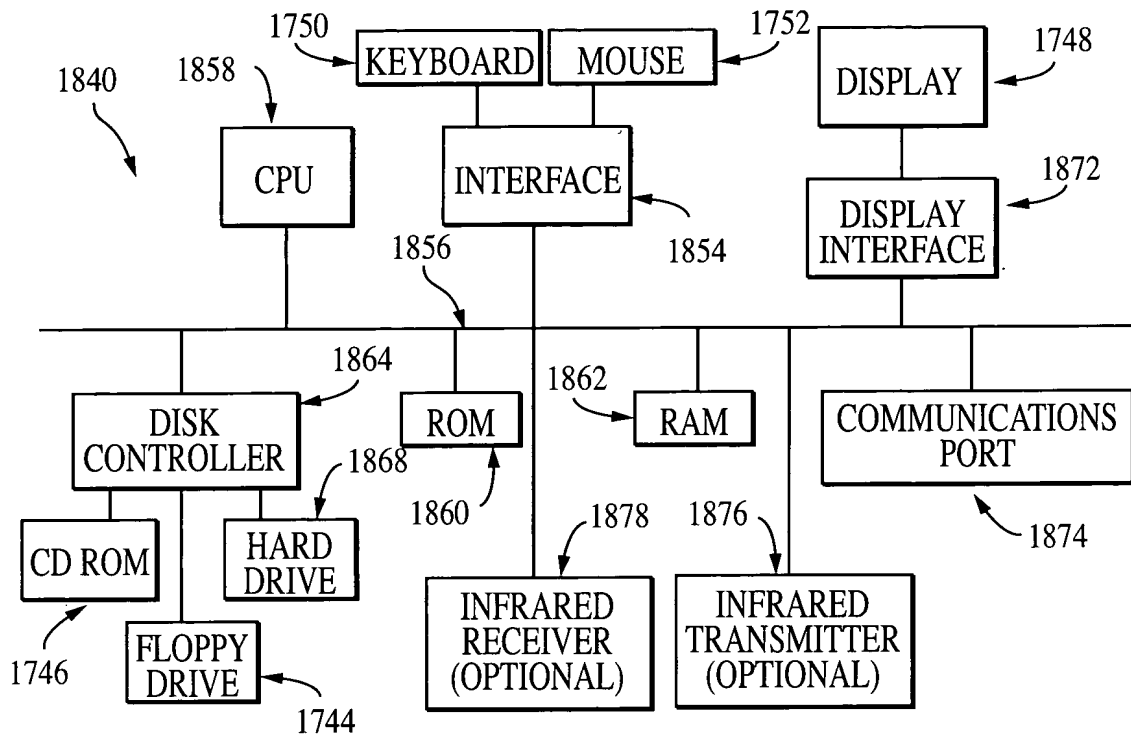 1750
KEYBOARD
MOUSE
1752
1858
1840
DISPLAY
1748
CPU
INTERFACE
1872
DISPLAY
INTERFACE
1856
1854
1864
1862
DISK
CONTROLLER
ROM
RAM
COMMUNICATIONS
PORT
1868
1860
1878
1876
1874
CD ROM
HARD
DRIVE
INFRARED
RECEIVER
(OPTIONAL)
INFRARED
TRANSMITTER
(OPTIONAL)
1746
FLOPPY
DRIVE
1744